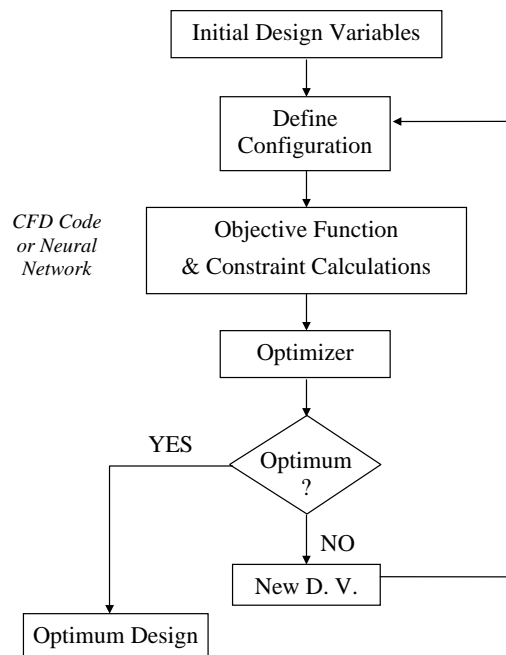 Initial Design Variables
Define
Configuration
CFD Code
or Neural
Network
Objective Function
& Constraint Calculations
Optimizer
YES
Optimum
?
NO
New D. V.
Optimum Design